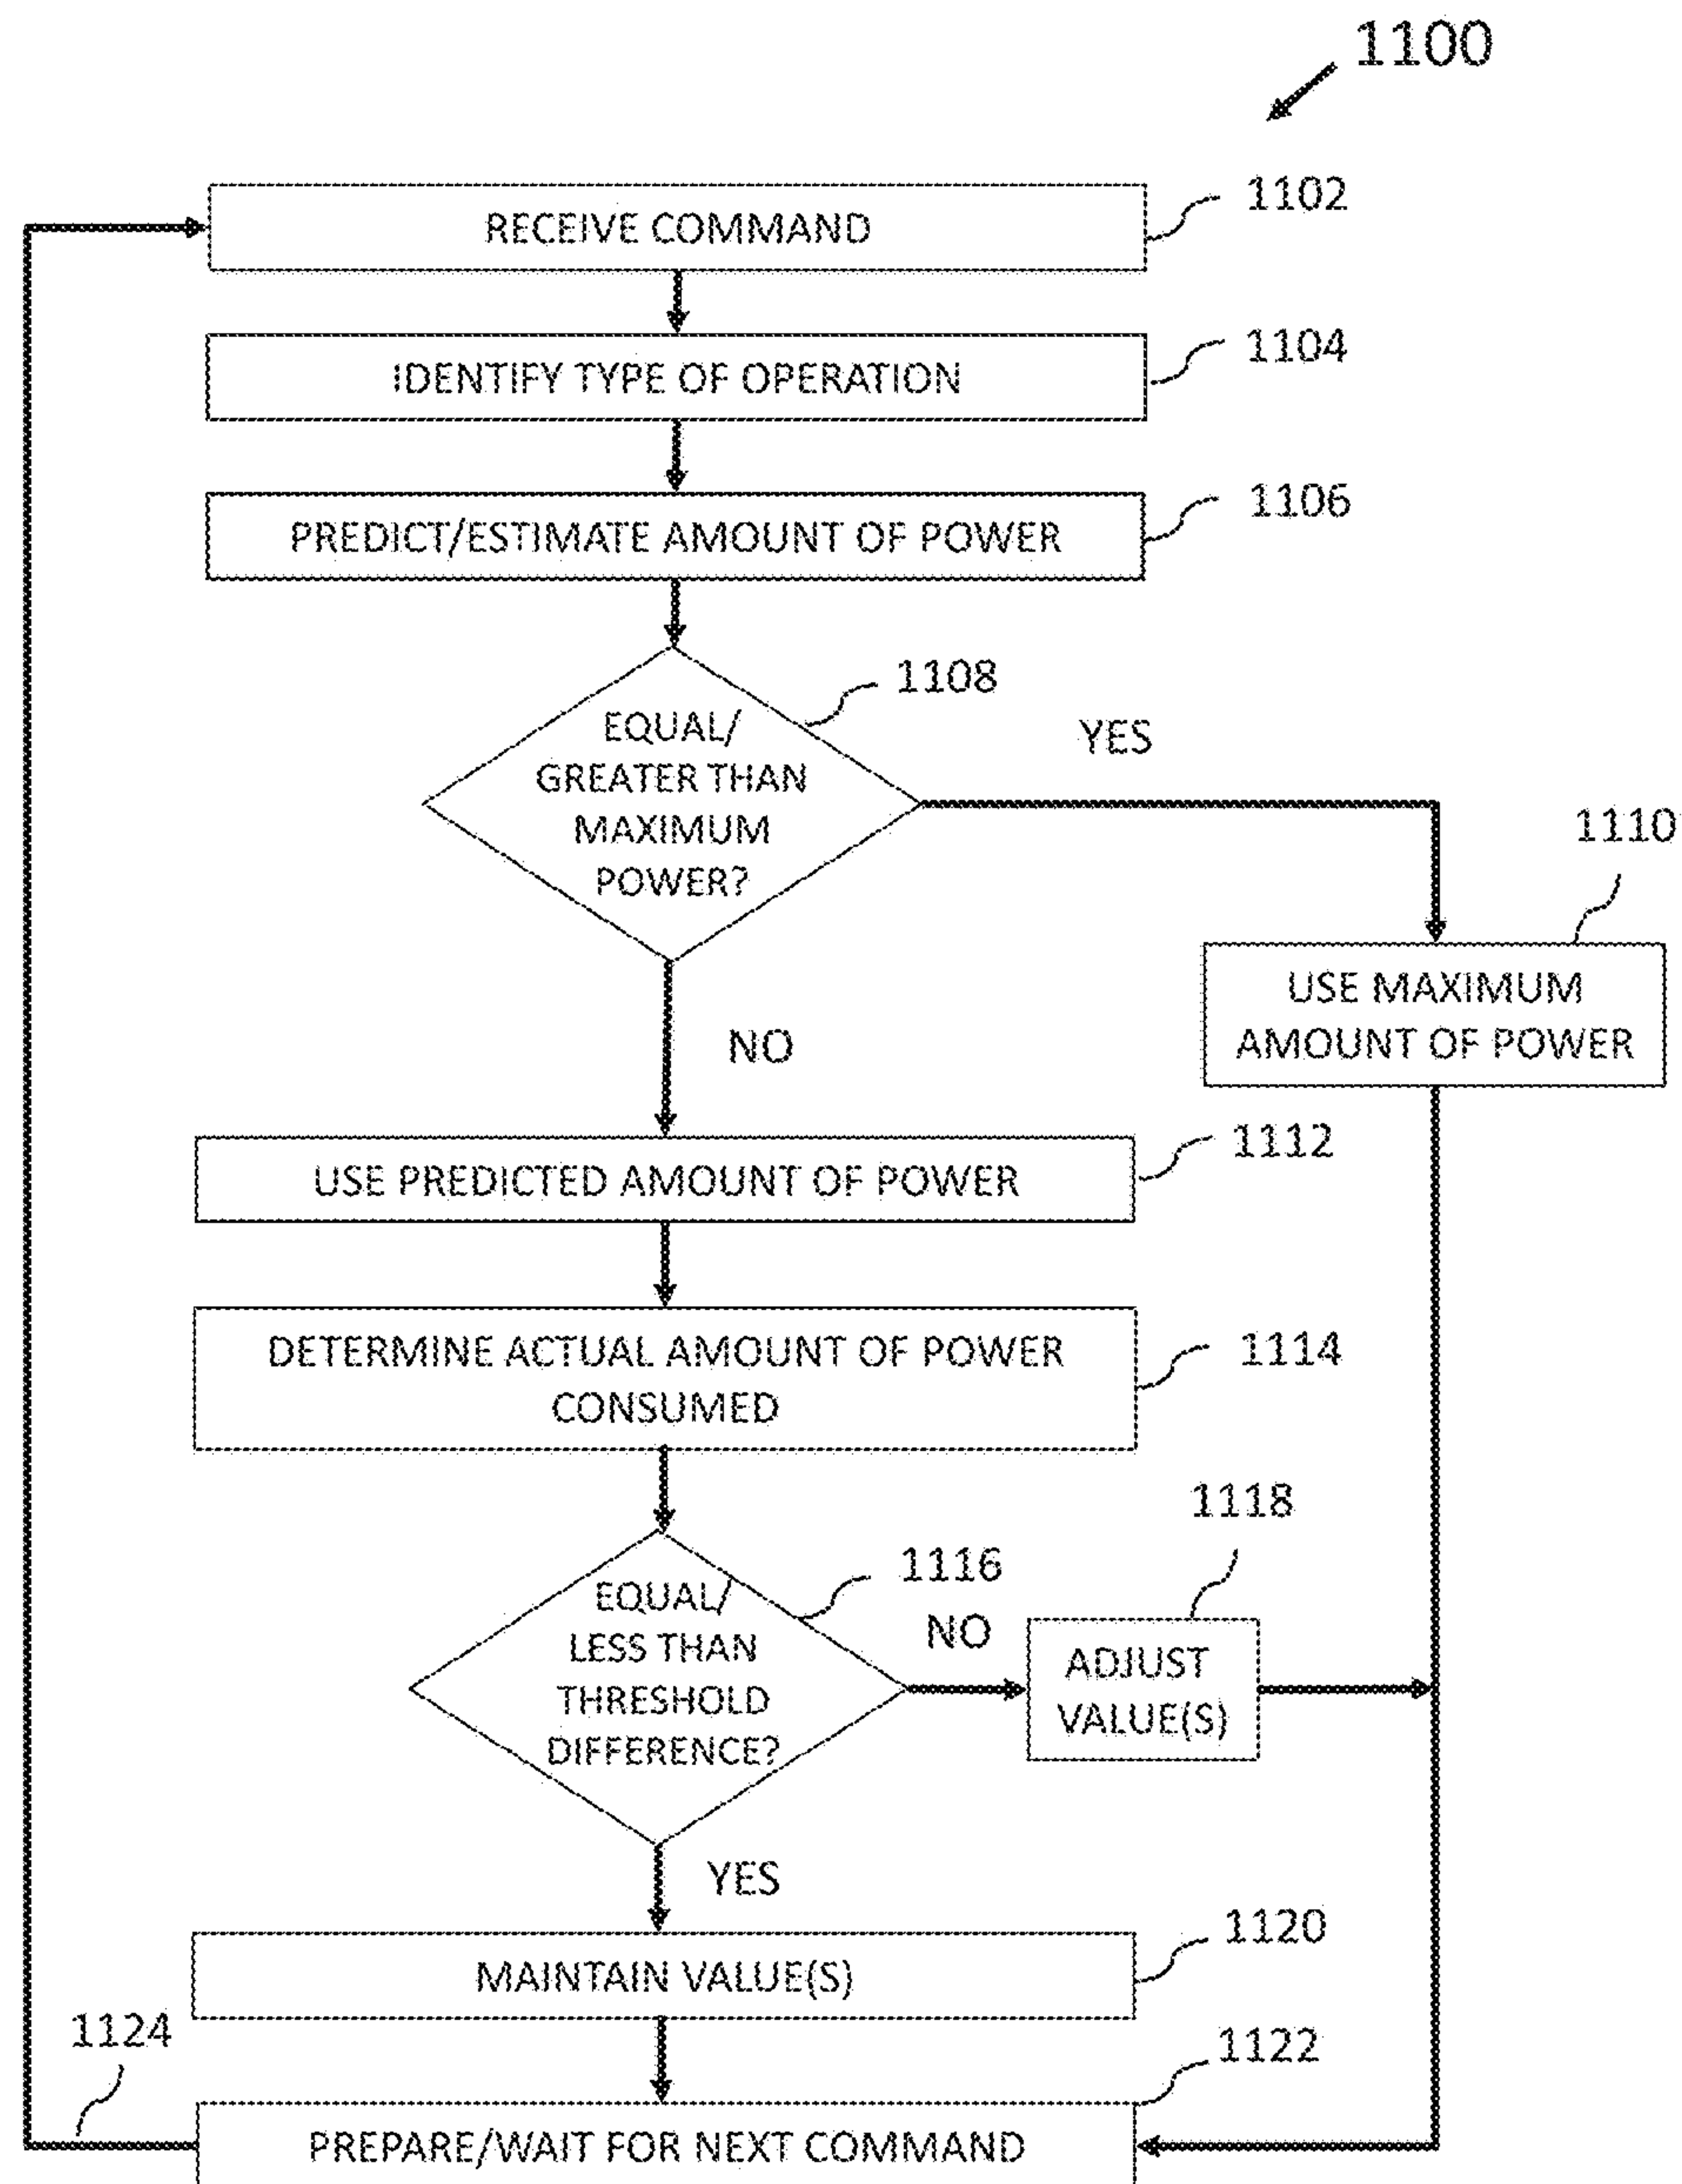 1100
RECEIVE COMMAND
1102
IDENTIFY TYPE OF OPERATION
1104
PREDICT/ESTIMATE AMOUNT OF POWER
1106
1108
EQUAL/
GREATER THAN
MAXIMUM
POWER?
YES
1110
USE MAXIMUM
AMOUNT OF POWER
NO
USE PREDICTED AMOUNT OF POWER
1112
DETERMINE ACTUAL AMOUNT OF POWER
CONSUMED
1114
1116
EQUAL/
LESS THAN
THRESHOLD
DIFFERENCE?
NO
1118
ADJUST
VALUE(S)
YES
MAINTAIN VALUE(S)
1120
1124
1122
PREPARE/WAIT FOR NEXT COMMAND